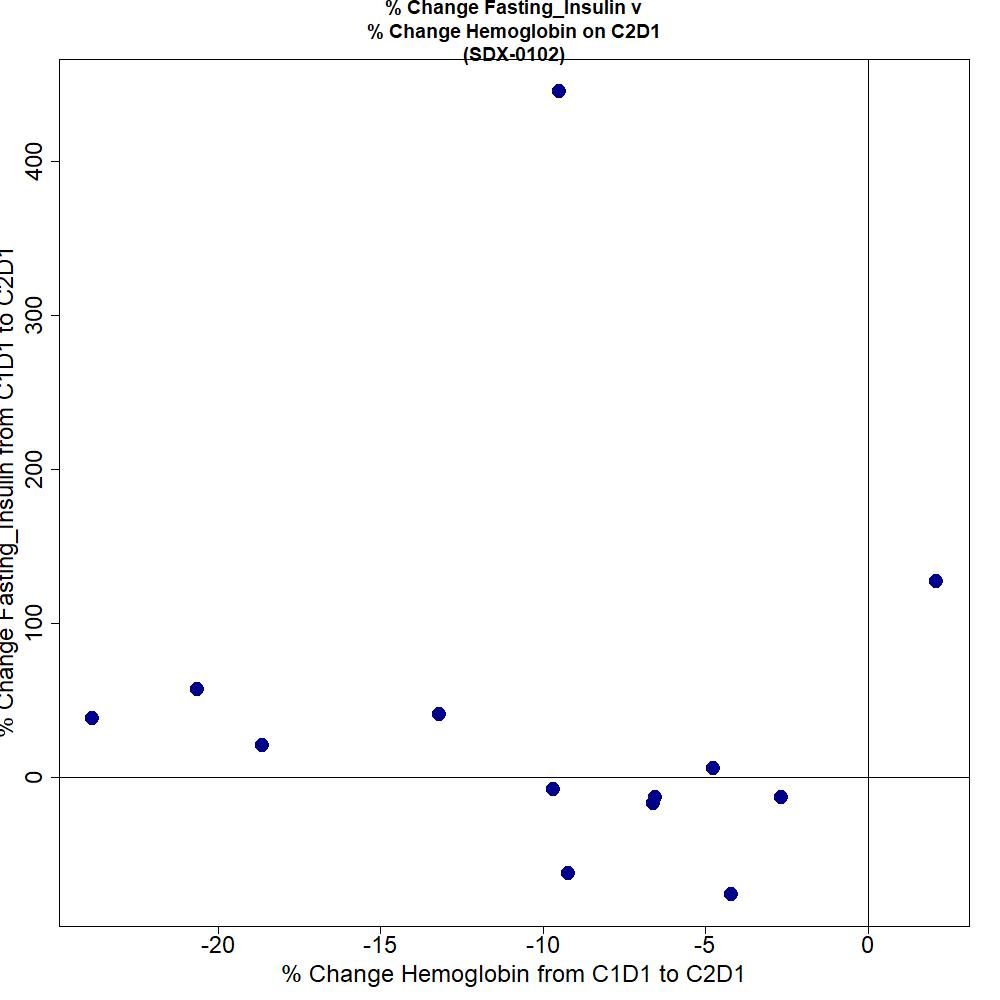 % Change Fasting_Insulin v
% Change Hemoglobin on C2D1
(SDX-0102)
% Change Fasting_Insulin from C1D1 to C2D1
400
300
200
100
0
-20
-15
-10
-5
0
% Change Hemoglobin from C1D1 to C2D1